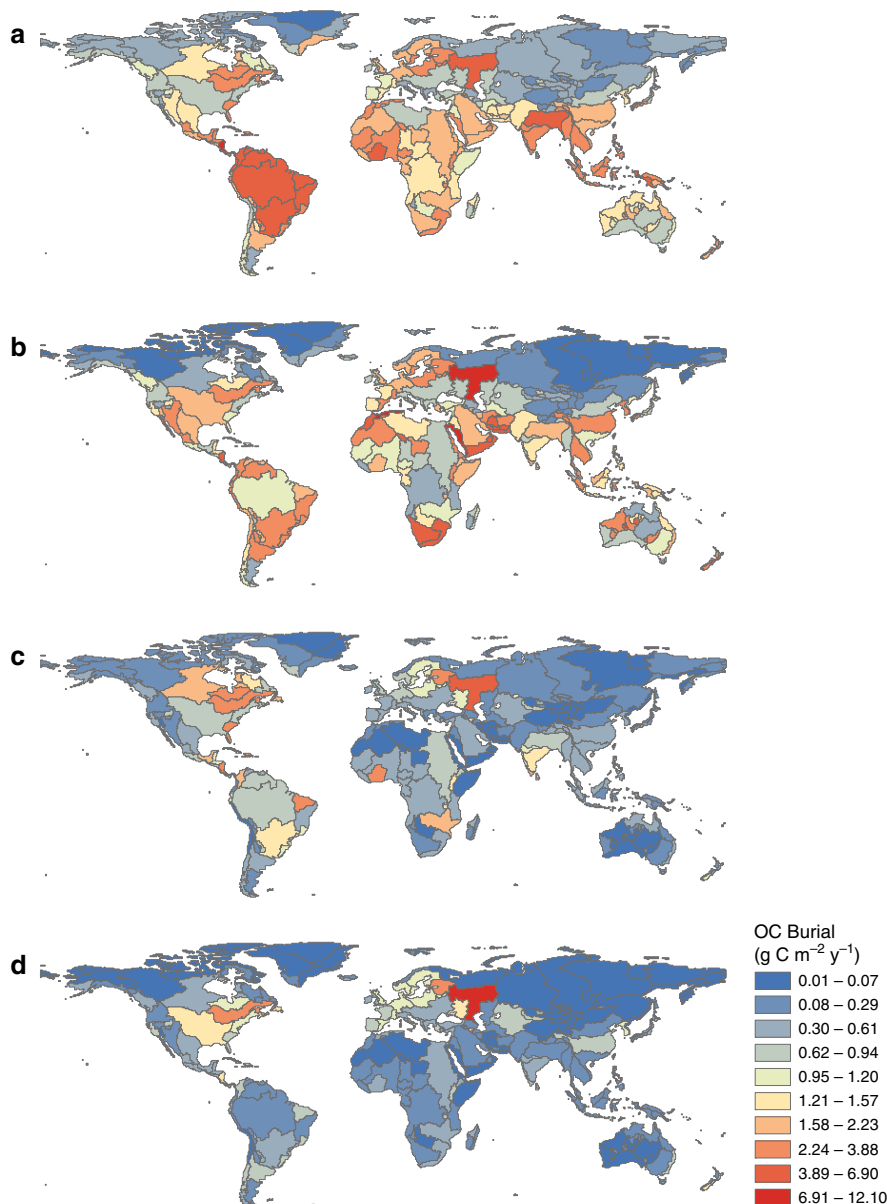 a
b
c
d
OC Burial
(g C m⁻² y⁻¹)
0.01 – 0.07
0.08 – 0.29
0.30 – 0.61
0.62 – 0.94
0.95 – 1.20
1.21 – 1.57
1.58 – 2.23
2.24 – 3.88
3.89 – 6.90
6.91 – 12.10